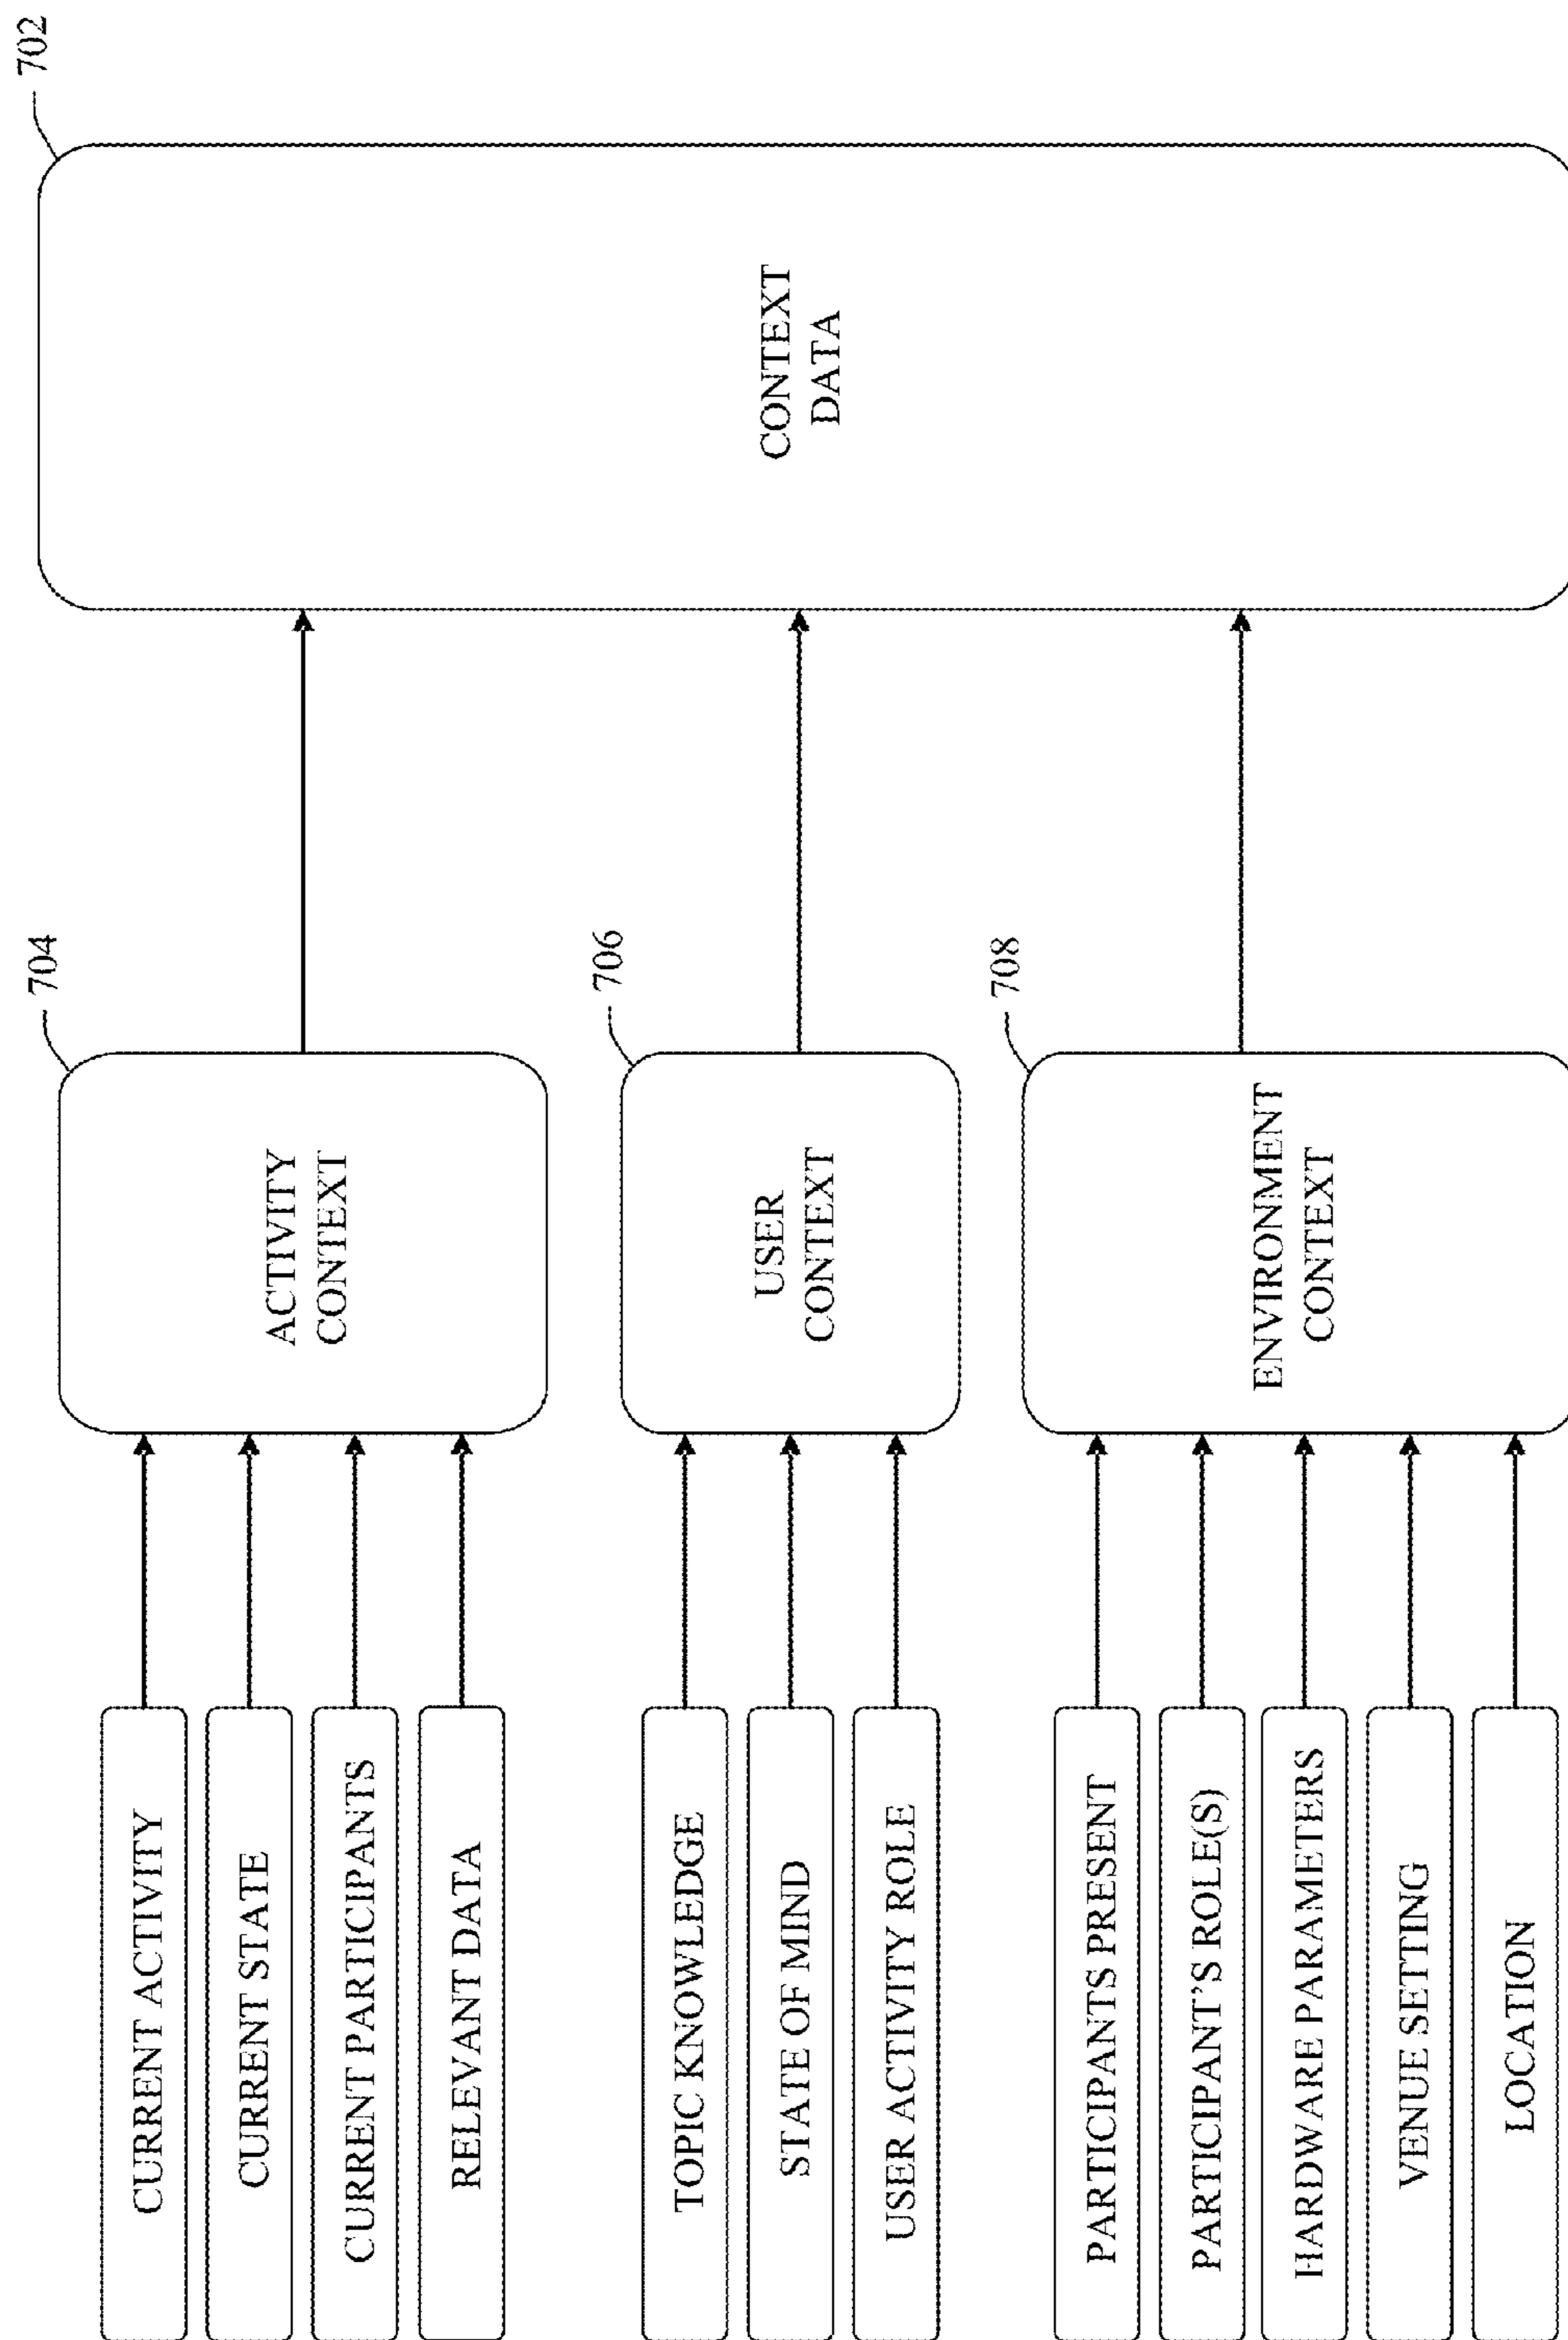 CURRENT ACTIVITY
CURRENT STATE
CURRENT PARTICIPANTS
RELEVANT DATA
704
ACTIVITY
CONTEXT
TOPIC KNOWLEDGE
STATE OF MIND
USER ACTIVITY ROLE
706
USER
CONTEXT
PARTICIPANTS PRESENT
PARTICIPANT'S ROLE(S)
HARDWARE PARAMETERS
VENUE SETTING
LOCATION
708
ENVIRONMENT
CONTEXT
702
CONTEXT
DATA